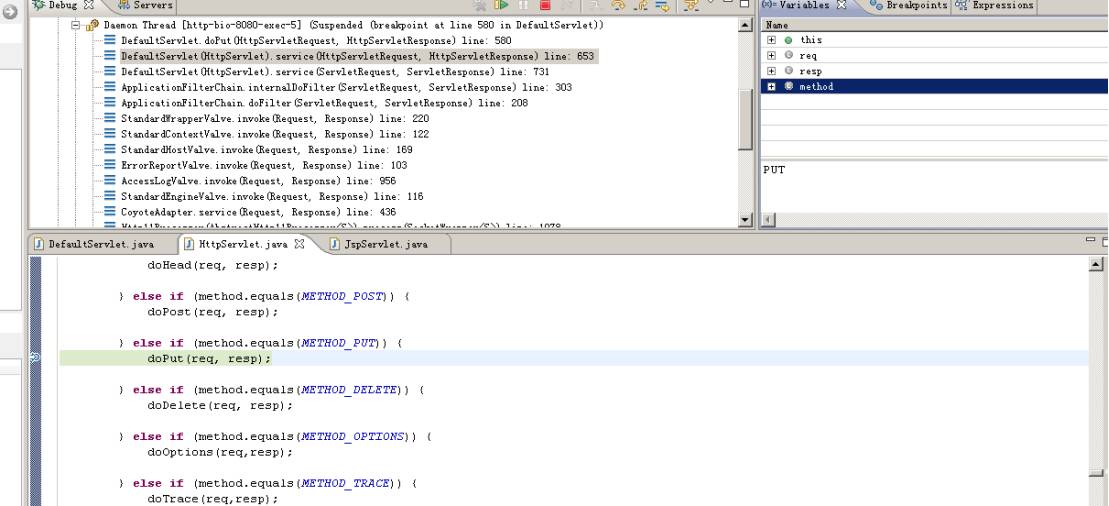 Debug
Servers
Daemon Thread [http-bio-8080-exec-5] (Suspended (breakpoint at line 580 in DefaultServlet))
DefaultServlet.doPut(HttpServletRequest, HttpServletResponse) line: 580
DefaultServlet(HttpServlet).service(HttpServletRequest, HttpServletResponse) line: 653
DefaultServlet(HttpServlet).service(ServletRequest, ServletResponse) line: 731
ApplicationFilterChain.internalDoFilter(ServletRequest, ServletResponse) line: 303
ApplicationFilterChain.doFilter(ServletRequest, ServletResponse) line: 208
StandardWrapperValve.invoke(Request, Response) line: 220
StandardContextValve.invoke(Request, Response) line: 122
StandardHostValve.invoke(Request, Response) line: 169
ErrorReportValve.invoke(Request, Response) line: 103
AccessLogValve.invoke(Request, Response) line: 956
StandardEngineValve.invoke(Request, Response) line: 116
CoyoteAdapter.service(Request, Response) line: 436
(x)= Variables
Breakpoints
Expressions
Name
this
req
resp
method
PUT
DefaultServlet.java
HttpServlet.java
JspServlet.java
doHead(req, resp);
} else if (method.equals(METHOD_POST)) {
doPost(req, resp);
} else if (method.equals(METHOD_PUT)) {
doPut(req, resp);
} else if (method.equals(METHOD_DELETE)) {
doDelete(req, resp);
} else if (method.equals(METHOD_OPTIONS)) {
doOptions(req,resp);
} else if (method.equals(METHOD_TRACE)) {
doTrace(req,resp);